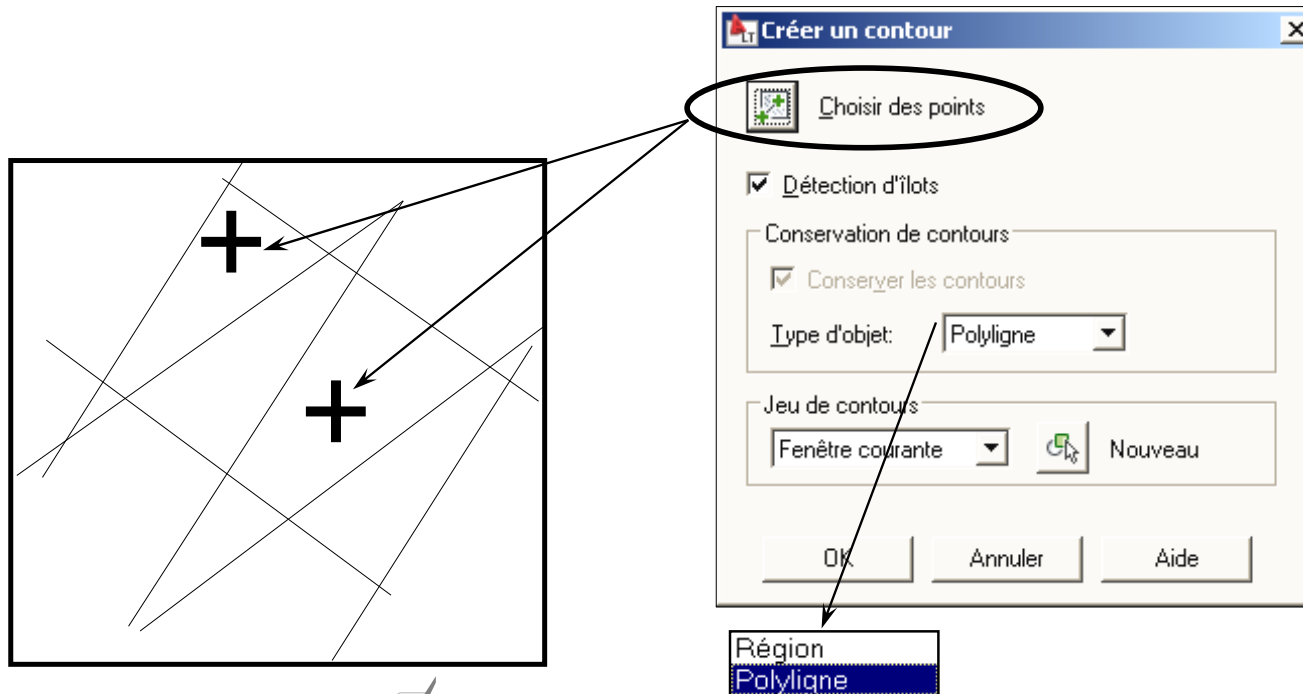 LT Créer un contour
Choisir des points
Détection d'îlots
Conservation de contours
Conserver les contours
Type d'objet: Polyligne
Jeu de contours
Fenêtre courante Nouveau
OK Annuler Aide
Région
Polyligne